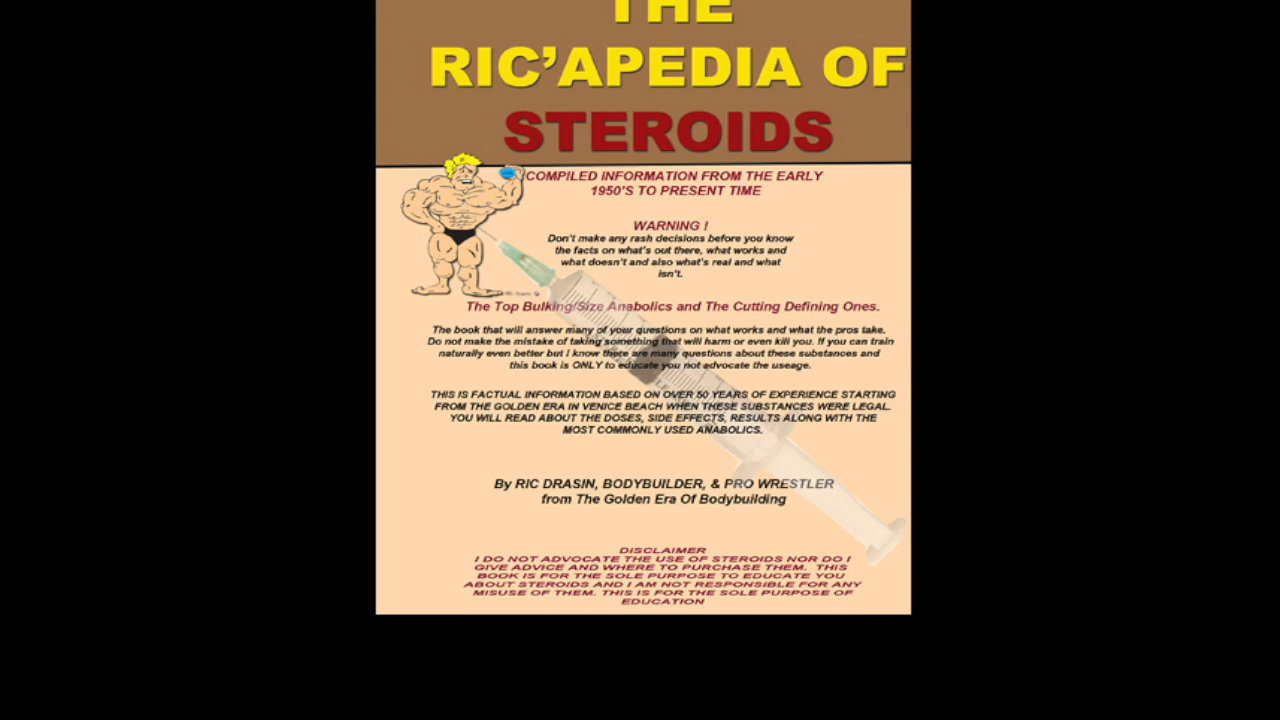 THE
RIC'APEDIA OF
STEROIDS
COMPILED INFORMATION FROM THE EARLY
1950'S TO PRESENT TIME
WARNING !
Don't make any rash decisions before you know
the facts on what's out there, what works and
what doesn't and also what's real and what
isn't.
The Top Bulking/Size Anabolics and The Cutting Defining Ones.
The book that will answer many of your questions on what works and what the pros take.
Do not make the mistake of taking something that will harm or even kill you. If you can train
naturally even better but I know there are many questions about these substances and
this book is ONLY to educate you not advocate the useage.
THIS IS FACTUAL INFORMATION BASED ON OVER 50 YEARS OF EXPERIENCE STARTING
FROM THE GOLDEN ERA IN VENICE BEACH WHEN THESE SUBSTANCES WERE LEGAL.
YOU WILL READ ABOUT THE DOSES, SIDE EFFECTS, RESULTS ALONG WITH THE
MOST COMMONLY USED ANABOLICS.
By RIC DRASIN, BODYBUILDER, & PRO WRESTLER
from The Golden Era Of Bodybuilding
DISCLAIMER
I DO NOT ADVOCATE THE USE OF STEROIDS NOR DO I
GIVE ADVICE AND WHERE TO PURCHASE THEM. THIS
BOOK IS FOR THE SOLE PURPOSE TO EDUCATE YOU
ABOUT STEROIDS AND I AM NOT RESPONSIBLE FOR ANY
MISUSE OF THEM. THIS IS FOR THE SOLE PURPOSE OF
EDUCATION